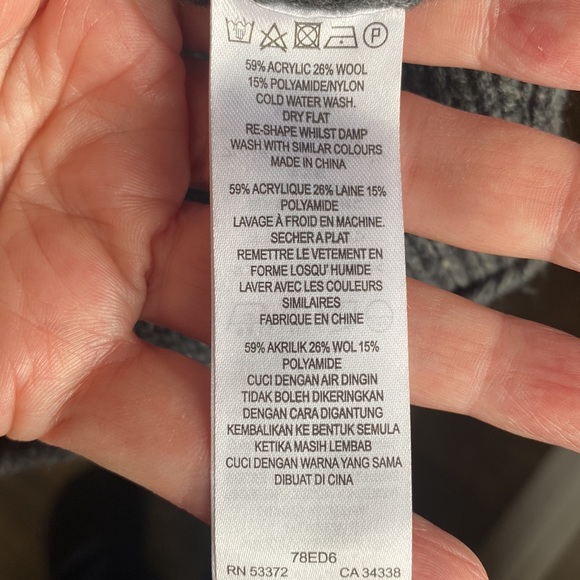 P
59% ACRYLIC 26% WOOL
15% POLYAMIDE/NYLON
COLD WATER WASH.
DRY FLAT
RE-SHAPE WHILST DAMP
WASH WITH SIMILAR COLOURS
MADE IN CHINA
59% ACRYLIQUE 26% LAINE 15%
POLYAMIDE
LAVAGE À FROID EN MACHINE.
SECHER A PLAT
REMETTRE LE VETEMENT EN
FORME LOSQU' HUMIDE
LAVER AVEC LES COULEURS
SIMILAIRES
FABRIQUE EN CHINE
59% AKRILIK 26% WOL 15%
POLYAMIDE
CUCI DENGAN AIR DINGIN
TIDAK BOLEH DIKERINGKAN
DENGAN CARA DIGANTUNG
KEMBALIKAN KE BENTUK SEMULA
KETIKA MASIH LEMBAB
CUCI DENGAN WARNA YANG SAMA
DIBUAT DI CINA
78ED6
RN 53372 CA 34338